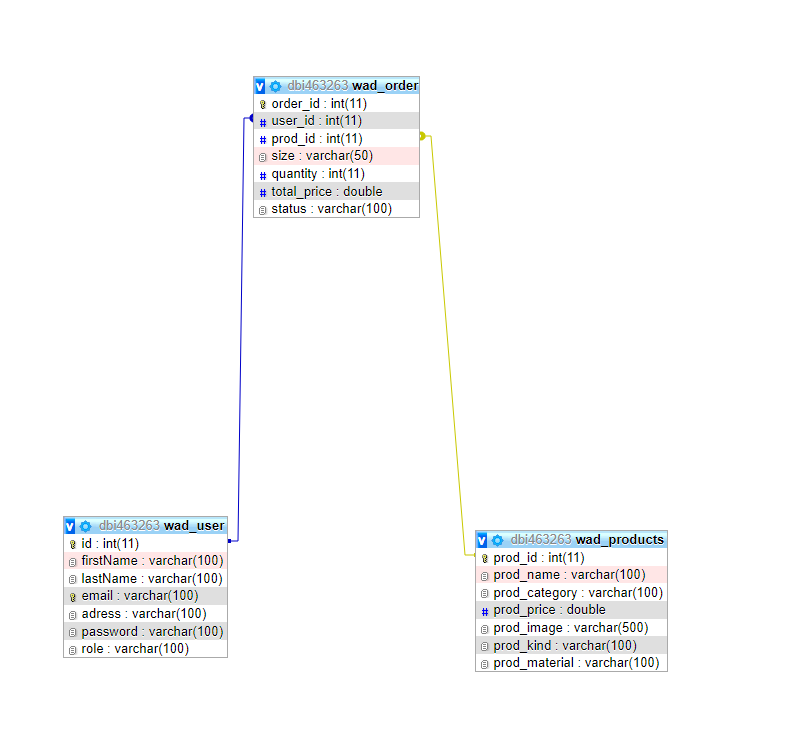 v dbi463263 wad_order
order_id : int(11)
# user_id : int(11)
# prod_id : int(11)
size : varchar(50)
# quantity : int(11)
# total_price : double
status : varchar(100)
v dbi463263 wad_user
id : int(11)
firstName : varchar(100)
lastName : varchar(100)
email : varchar(100)
adress : varchar(100)
password : varchar(100)
role : varchar(100)
v dbi463263 wad_products
prod_id : int(11)
prod_name : varchar(100)
prod_category : varchar(100)
# prod_price : double
prod_image : varchar(500)
prod_kind : varchar(100)
prod_material : varchar(100)